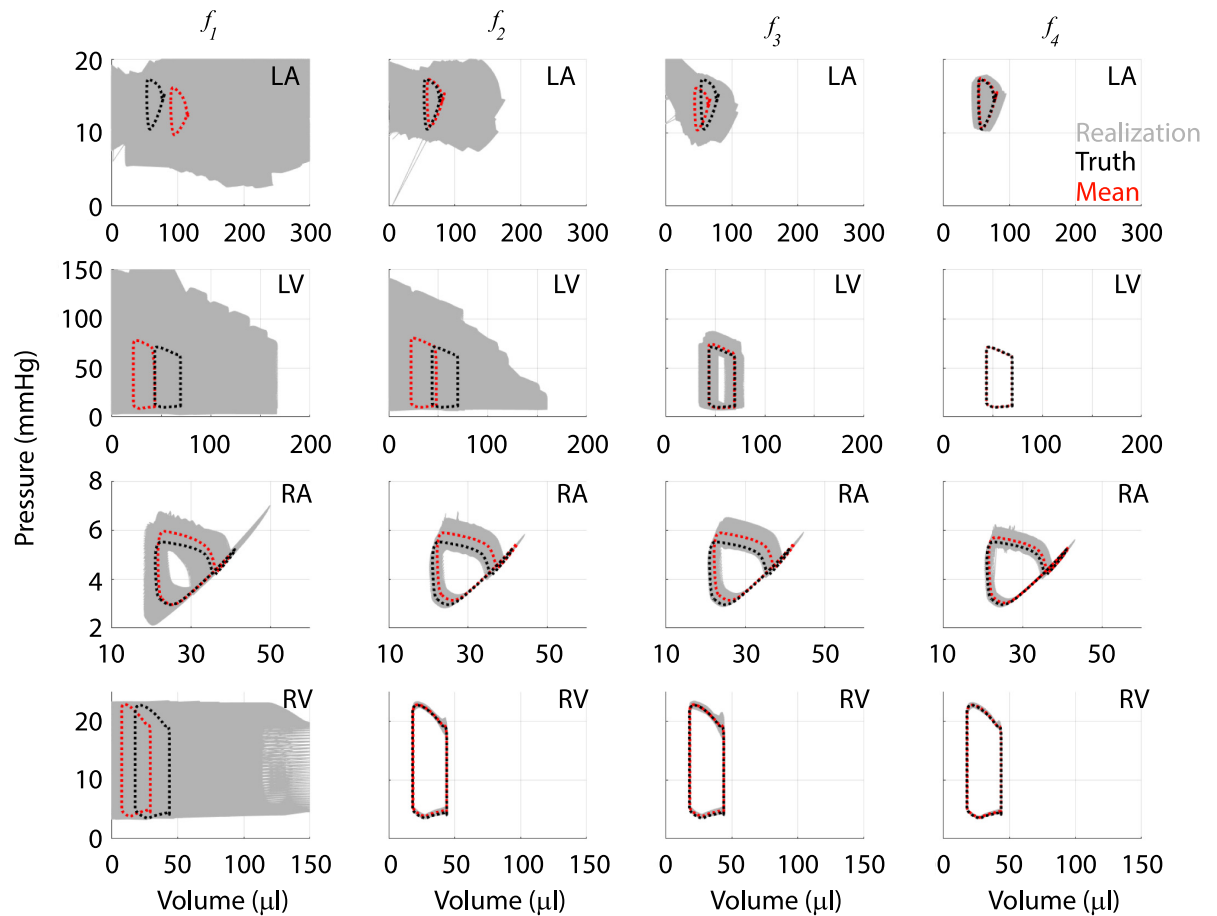 f1 f2 f3 f4
20 LA LA LA LA
10
0
Realization
Truth
Mean
0 100 200 300 0 100 200 300 0 100 200 300 0 100 200 300
150 LV LV LV LV
100
50
0
0 100 200 0 100 200 0 100 200 0 100 200
Pressure (mmHg)
8 RA RA RA RA
6
4
2
10 30 50 10 30 50 10 30 50 10 30 50
RV RV RV RV
20
10
0
0 50 100 150 0 50 100 150 0 50 100 150 0 50 100 150
Volume (μl) Volume (μl) Volume (μl) Volume (μl)